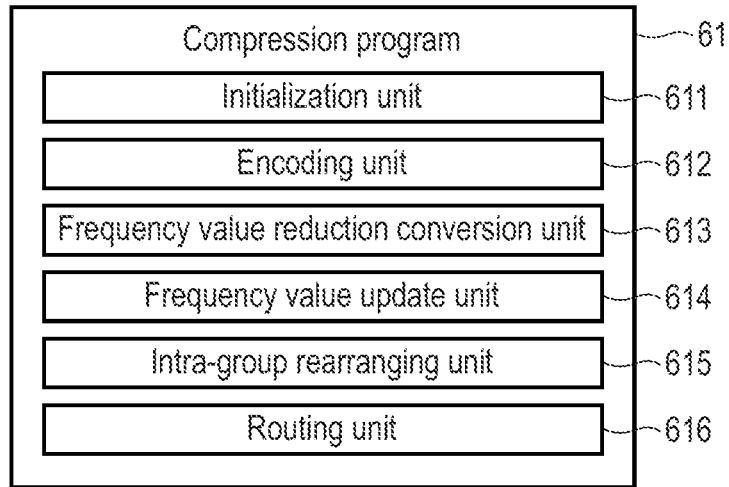 Compression program
61
Initialization unit
611
Encoding unit
612
Frequency value reduction conversion unit
613
Frequency value update unit
614
Intra-group rearranging unit
615
Routing unit
616